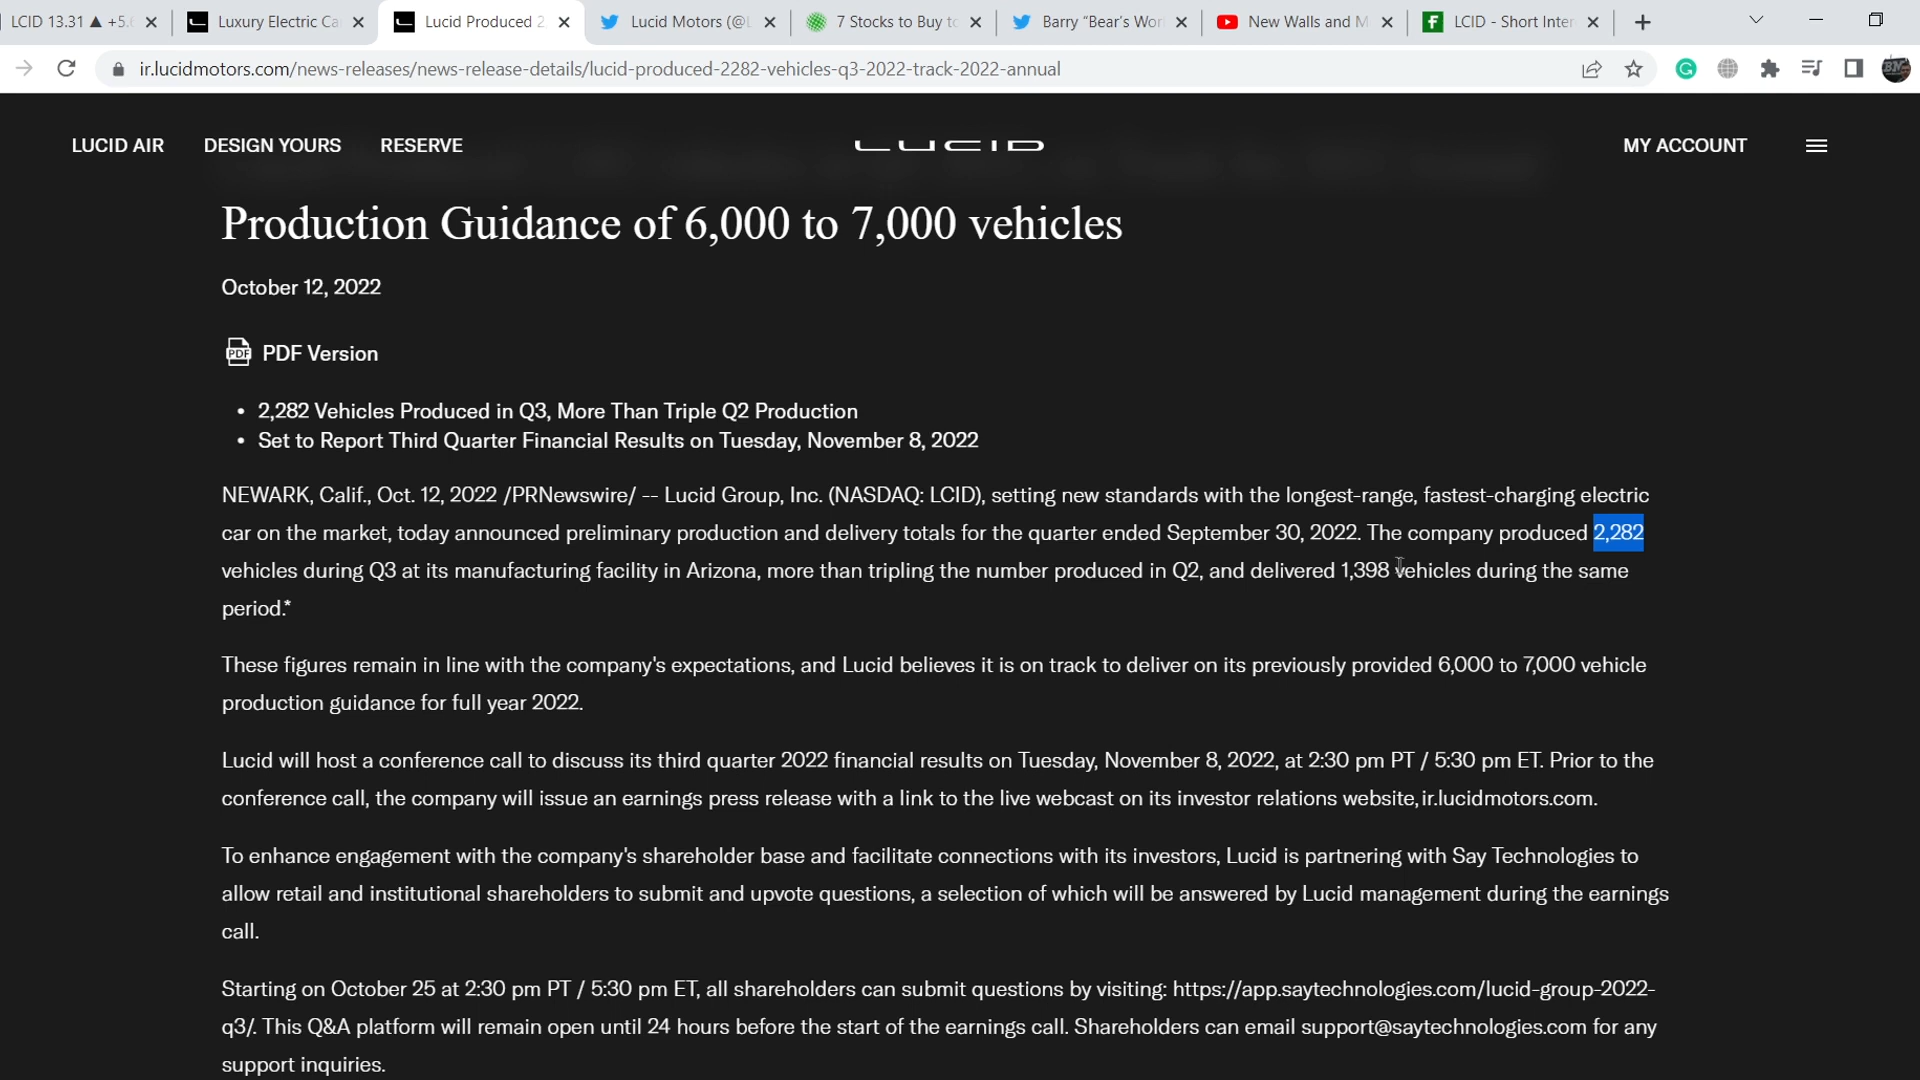 LCID 13.31 ▲ +5.
Luxury Electric Ca
Lucid Produced 2
Lucid Motors (@L
7 Stocks to Buy to
Barry "Bear's Wor
New Walls and M
LCID - Short Inter
ir.lucidmotors.com/news-releases/news-release-details/lucid-produced-2282-vehicles-q3-2022-track-2022-annual
LUCID AIR
DESIGN YOURS
RESERVE
LUCID
MY ACCOUNT
Production Guidance of 6,000 to 7,000 vehicles
October 12, 2022
PDF PDF Version
• 2,282 Vehicles Produced in Q3, More Than Triple Q2 Production
• Set to Report Third Quarter Financial Results on Tuesday, November 8, 2022
NEWARK, Calif., Oct. 12, 2022 /PRNewswire/ -- Lucid Group, Inc. (NASDAQ: LCID), setting new standards with the longest-range, fastest-charging electric
car on the market, today announced preliminary production and delivery totals for the quarter ended September 30, 2022. The company produced 2,282
vehicles during Q3 at its manufacturing facility in Arizona, more than tripling the number produced in Q2, and delivered 1,398 vehicles during the same
period.*
These figures remain in line with the company's expectations, and Lucid believes it is on track to deliver on its previously provided 6,000 to 7,000 vehicle
production guidance for full year 2022.
Lucid will host a conference call to discuss its third quarter 2022 financial results on Tuesday, November 8, 2022, at 2:30 pm PT / 5:30 pm ET. Prior to the
conference call, the company will issue an earnings press release with a link to the live webcast on its investor relations website, ir.lucidmotors.com.
To enhance engagement with the company's shareholder base and facilitate connections with its investors, Lucid is partnering with Say Technologies to
allow retail and institutional shareholders to submit and upvote questions, a selection of which will be answered by Lucid management during the earnings
call.
Starting on October 25 at 2:30 pm PT / 5:30 pm ET, all shareholders can submit questions by visiting: https://app.saytechnologies.com/lucid-group-2022-
q3/. This Q&A platform will remain open until 24 hours before the start of the earnings call. Shareholders can email support@saytechnologies.com for any
support inquiries.